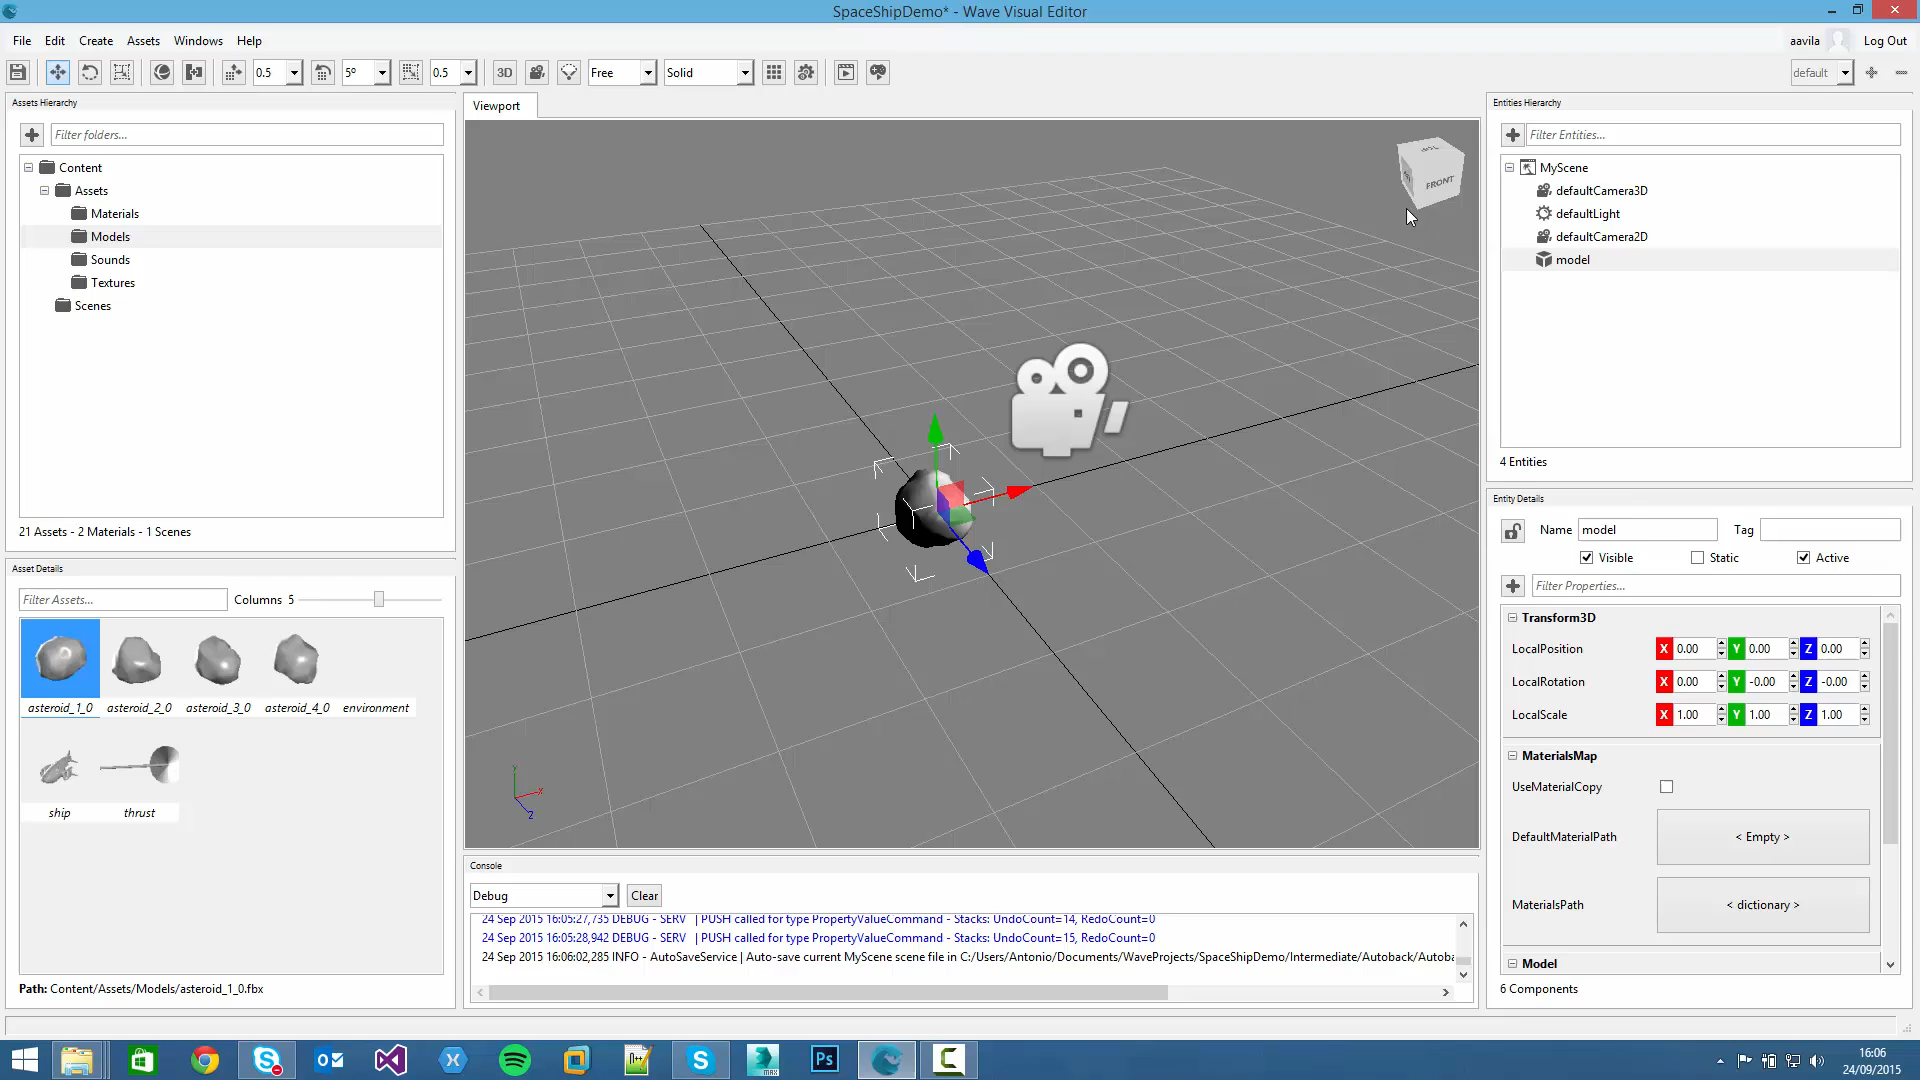 SpaceShipDemo* - Wave Visual Editor
File Edit Create Assets Windows Help
aavila Log Out
0.5 5º 0.5 3D Free Solid default
Assets Hierarchy
Filter folders...
Content
Assets
Materials
Models
Sounds
Textures
Scenes
21 Assets - 2 Materials - 1 Scenes
Asset Details
Filter Assets...
Columns 5
asteroid_1_0 asteroid_2_0 asteroid_3_0 asteroid_4_0 environment
ship thrust
Path: Content/Assets/Models/asteroid_1_0.fbx
Viewport
TOP
FRONT
Y
X
Z
Console
Debug
Clear
24 Sep 2015 16:05:27,735 DEBUG - SERV | PUSH called for type PropertyValueCommand - Stacks: UndoCount=14, RedoCount=0
24 Sep 2015 16:05:28,942 DEBUG - SERV | PUSH called for type PropertyValueCommand - Stacks: UndoCount=15, RedoCount=0
24 Sep 2015 16:06:02,285 INFO - AutoSaveService | Auto-save current MyScene scene file in C:/Users/Antonio/Documents/WaveProjects/SpaceShipDemo/Intermediate/Autoback/Autoba
Entities Hierarchy
Filter Entities...
MyScene
defaultCamera3D
defaultLight
defaultCamera2D
model
4 Entities
Entity Details
Name model Tag
Visible Static Active
Filter Properties...
Transform3D
LocalPosition X 0.00 Y 0.00 Z 0.00
LocalRotation X 0.00 Y -0.00 Z -0.00
LocalScale X 1.00 Y 1.00 Z 1.00
MaterialsMap
UseMaterialCopy
DefaultMaterialPath < Empty >
MaterialsPath < dictionary >
Model
6 Components
Ps
MAX
16:06
24/09/2015